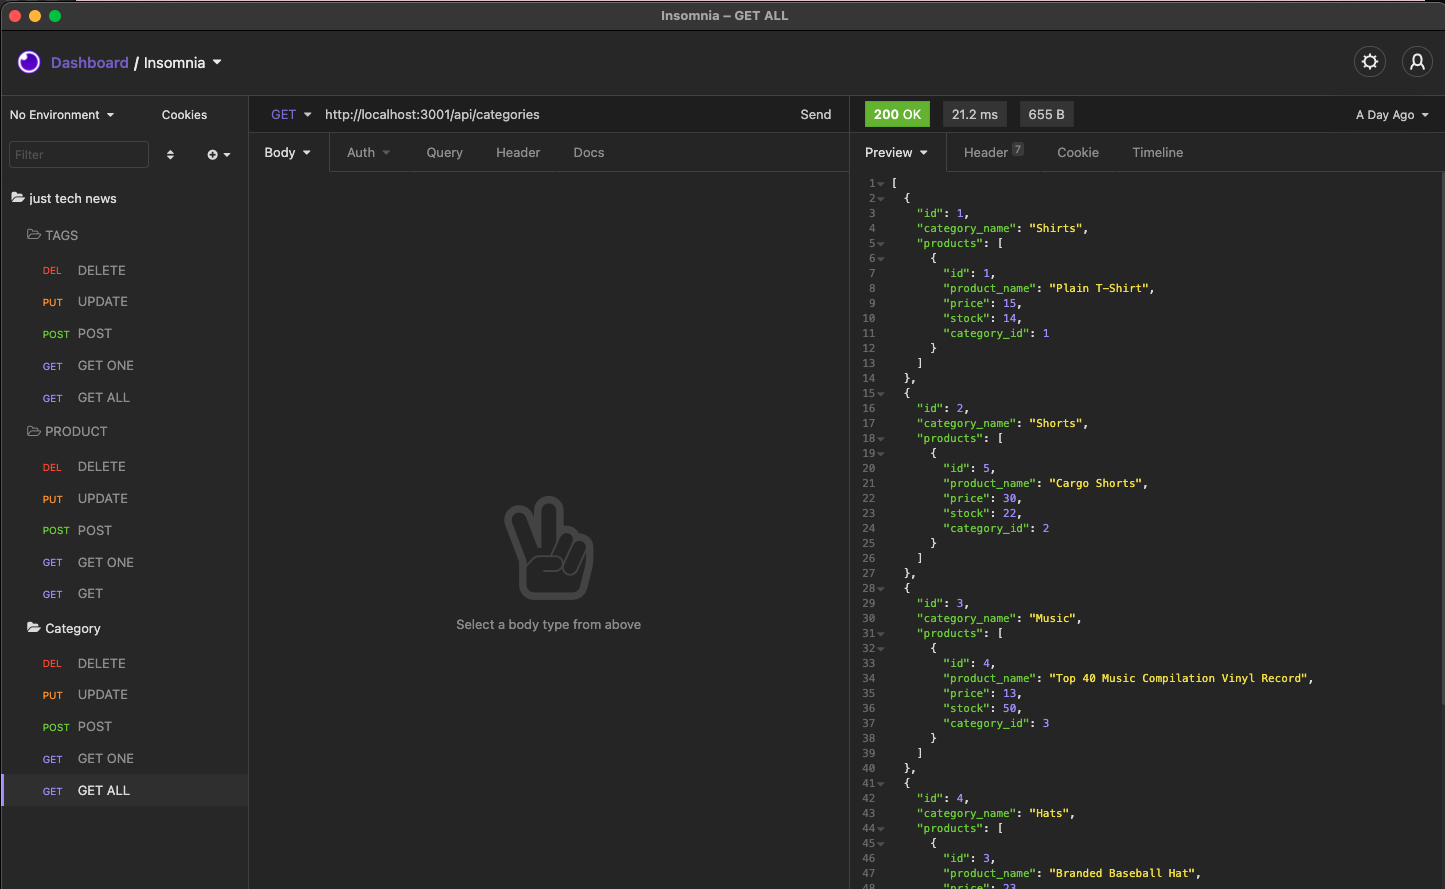 Insomnia – GET ALL
Dashboard / Insomnia
No Environment
Cookies
Filter
just tech news
TAGS
DEL DELETE
PUT UPDATE
POST POST
GET GET ONE
GET GET ALL
PRODUCT
DEL DELETE
PUT UPDATE
POST POST
GET GET ONE
GET GET
Category
DEL DELETE
PUT UPDATE
POST POST
GET GET ONE
GET GET ALL
GET http://localhost:3001/api/categories Send
Body Auth Query Header Docs
Select a body type from above
200 OK 21.2 ms 655 B A Day Ago
Preview Header 7 Cookie Timeline
1 [
2 {
3 "id": 1,
4 "category_name": "Shirts",
5 "products": [
6 {
7 "id": 1,
8 "product_name": "Plain T-Shirt",
9 "price": 15,
10 "stock": 14,
11 "category_id": 1
12 }
13 ]
14 },
15 {
16 "id": 2,
17 "category_name": "Shorts",
18 "products": [
19 {
20 "id": 5,
21 "product_name": "Cargo Shorts",
22 "price": 30,
23 "stock": 22,
24 "category_id": 2
25 }
26 ]
27 },
28 {
29 "id": 3,
30 "category_name": "Music",
31 "products": [
32 {
33 "id": 4,
34 "product_name": "Top 40 Music Compilation Vinyl Record",
35 "price": 13,
36 "stock": 50,
37 "category_id": 3
38 }
39 ]
40 },
41 {
42 "id": 4,
43 "category_name": "Hats",
44 "products": [
45 {
46 "id": 3,
47 "product_name": "Branded Baseball Hat",
48 "price": 23,